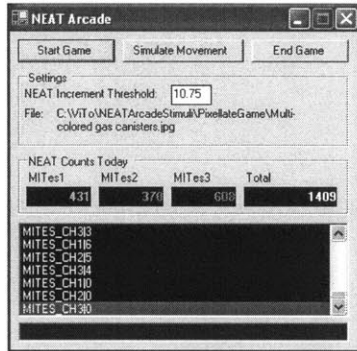 NEAT Arcade
Start Game Simulate Movement End Game
Settings
NEAT Increment Threshold: 10.75
File: C:\ViTo\NEATArcadeStimuli\PixellateGame\Multi-
colored gas canisters.jpg
NEAT Counts Today
MITes1 MITes2 MITes3 Total
431 370 608 1409
MITES_CH3|3
MITES_CH1|6
MITES_CH2|5
MITES_CH3|4
MITES_CH1|0
MITES_CH2|0
MITES_CH3|0